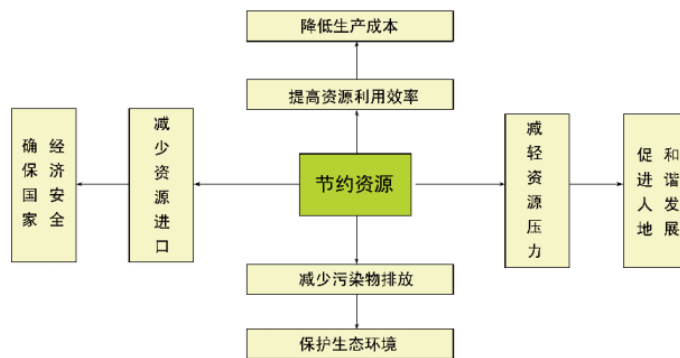 降低生产成本
提高资源利用效率
确保国家
经济安全
减少资源进口
节约资源
减轻资源压力
促进人地
和谐发展
减少污染物排放
保护生态环境